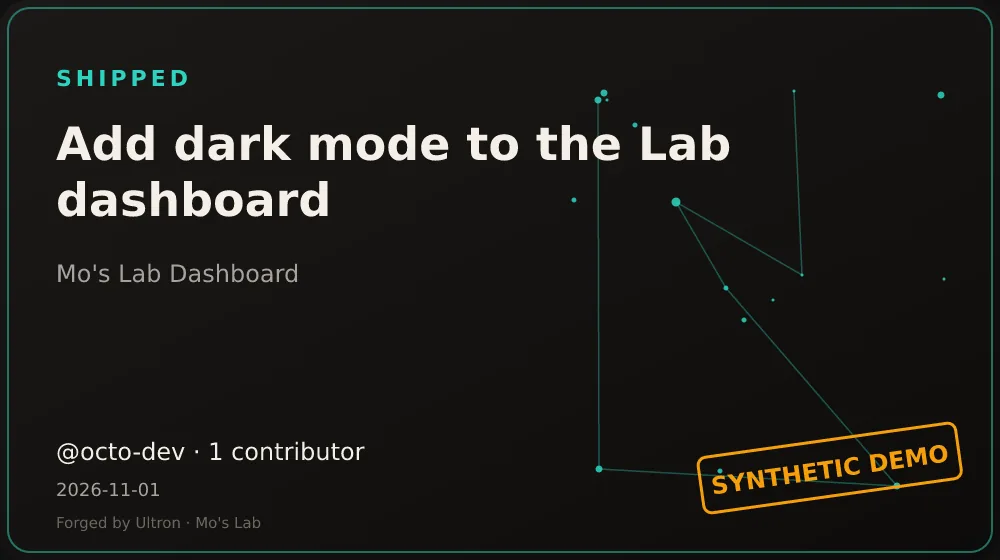 SHIPPED
Add dark mode to the Lab
dashboard
Mo's Lab Dashboard
@octo-dev · 1 contributor
SYNTHETIC DEMO
2026-11-01
Forged by Ultron · Mo's Lab